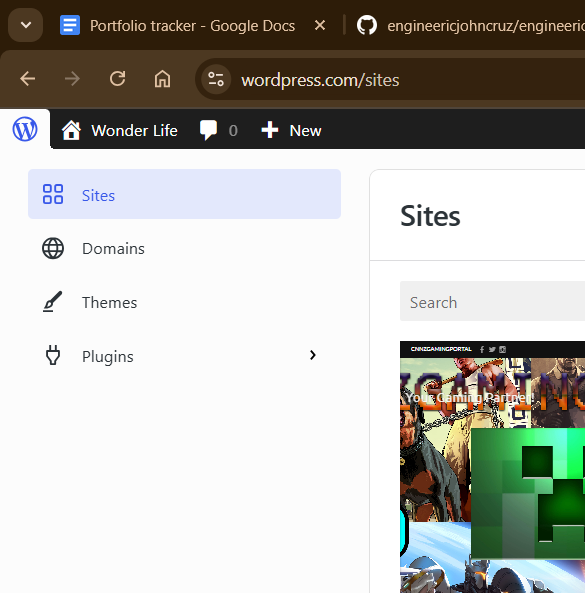 Portfolio tracker - Google Docs
engineericjohncruz/engineeric
wordpress.com/sites
Wonder Life 0 New
Sites
Domains
Themes
Plugins
Sites
Search
CNNZGAMINGPORTAL
Your Gaming Partner!